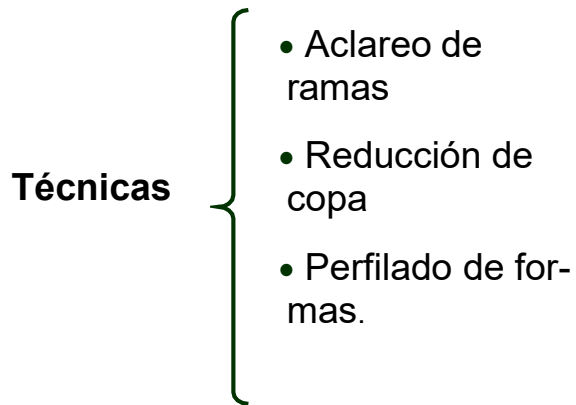 Técnicas
• Aclareo de
ramas
• Reducción de
copa
• Perfilado de for-
mas.